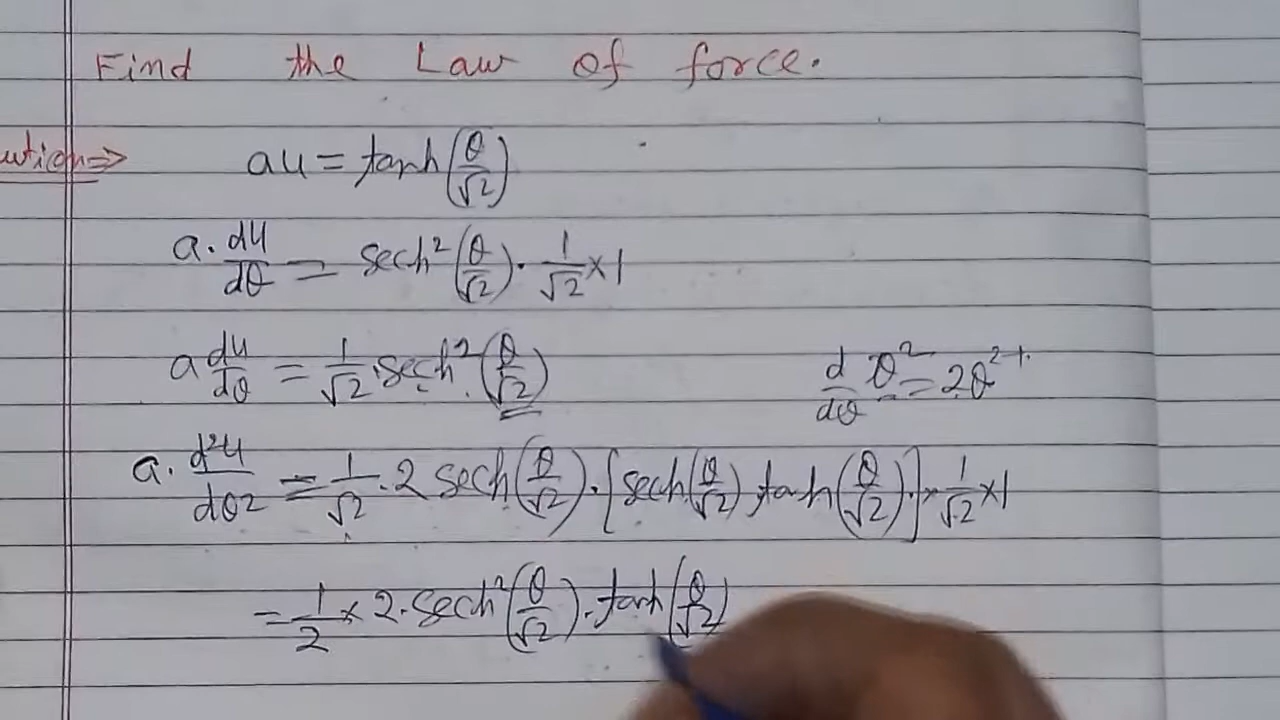 Find the Law of force.
ution⇒ au = tanh(θ/√2)
a. du/dθ = sech²(θ/√2) · 1/√2 × 1
a du/dθ = 1/√2 . sech²(θ/√2)
d/dθ θ² = 2θ²⁻¹
a. d²u/dθ² = 1/√2 . 2 sech(θ/√2) . [sech(θ/√2) tanh(θ/√2).] × 1/√2 × 1
= 1/2 × 2. sech²(θ/√2) . tanh(θ/√2)